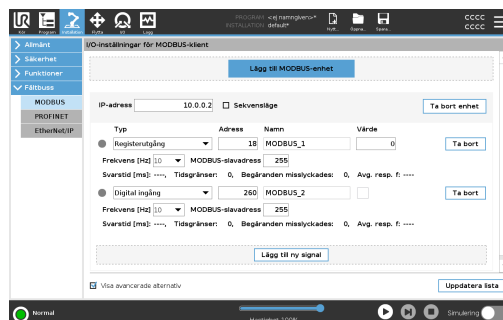 PROGRAM <ej namngiven>*
INSTALLATION default*
CCCC
CCCC
Kör Program Installation Flytta I/O Logg Nytt... Öppna... Spara...
Allmänt
Säkerhet
Funktioner
Fältbuss
MODBUS
PROFINET
EtherNet/IP
I/O-inställningar för MODBUS-klient
Lägg till MODBUS-enhet
IP-adress 10.0.0.2 Sekvensläge Ta bort enhet
Typ Adress Namn Värde
Registerutgång 18 MODBUS_1 0 Ta bort
Frekvens [Hz] 10 MODBUS-slavadress 255
Svarstid [ms]: ----, Tidsgränser: 0, Begäranden misslyckades: 0, Avg. resp. f: ----
Digital ingång 260 MODBUS_2 Ta bort
Frekvens [Hz] 10 MODBUS-slavadress 255
Svarstid [ms]: ----, Tidsgränser: 0, Begäranden misslyckades: 0, Avg. resp. f: ----
Lägg till ny signal
Visa avancerade alternativ Uppdatera lista
Normal
Simulering